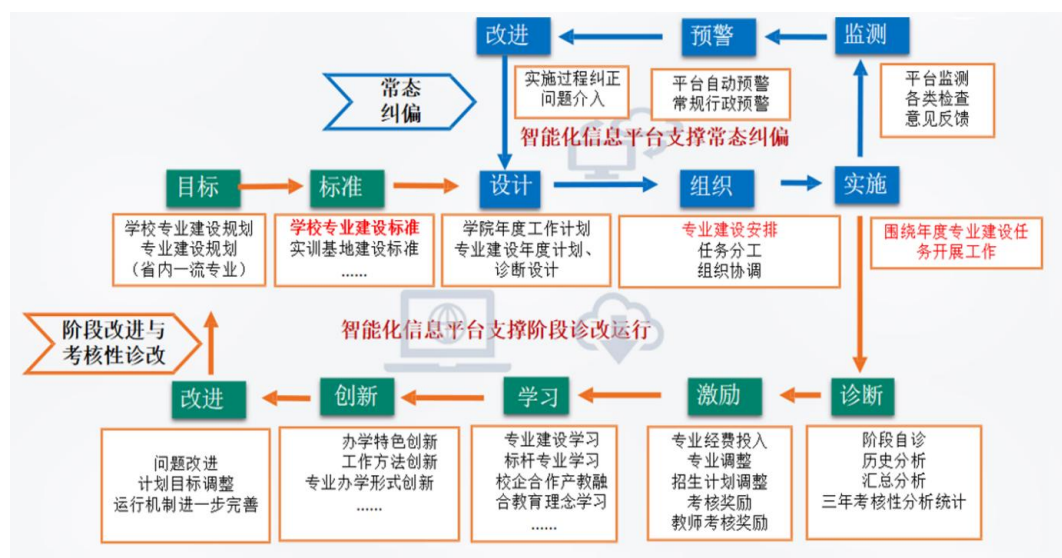 改进
预警
监测
常态
纠偏
实施过程纠正
问题介入
平台自动预警
常规行政预警
平台监测
各类检查
意见反馈
智能化信息平台支撑常态纠偏
目标
标准
设计
组织
实施
学校专业建设规划
专业建设规划
（省内一流专业）
学校专业建设标准
实训基地建设标准
......
学院年度工作计划
专业建设年度计划、
诊断设计
专业建设安排
任务分工
组织协调
围绕年度专业建设任
务开展工作
阶段改进与
考核性诊改
智能化信息平台支撑阶段诊改运行
改进
创新
学习
激励
诊断
问题改进
计划目标调整
运行机制进一步完善
办学特色创新
工作方法创新
专业办学形式创新
......
专业建设学习
标杆专业学习
校企合作产教融
合教育理念学习
......
专业经费投入
专业调整
招生计划调整
考核奖励
教师考核奖励
阶段自诊
历史分析
汇总分析
三年考核性分析统计